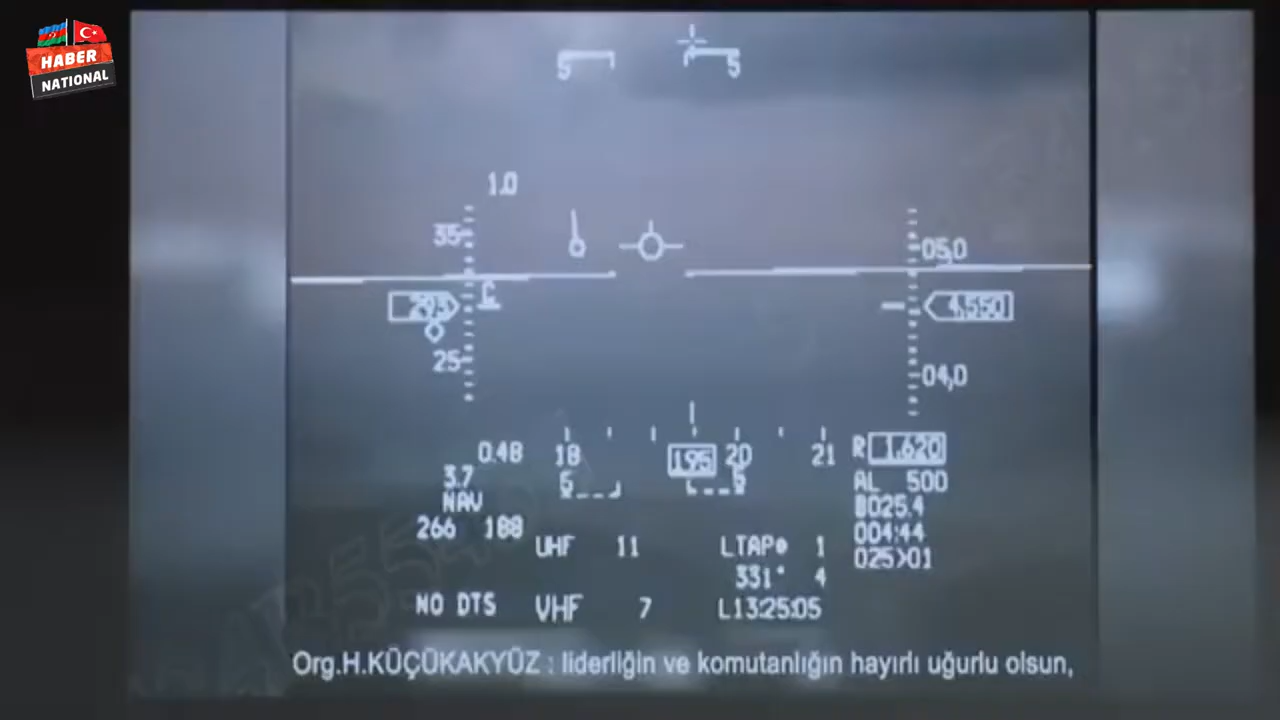 HABER
NATIONAL
5 5
1.0
35
05,0
C
293
4,550
25
04,0
0.48 18 195 20 21 R 1,620
3.7 5 5 AL 500
NAV B025.4
266 188 004:44
UHF 11 LTAP● 1 025>01
331° 4
NO DTS VHF 7 L13:25:05
Org.H.KÜÇÜKAKYÜZ : liderliğin ve komutanlığın hayırlı uğurlu olsun,